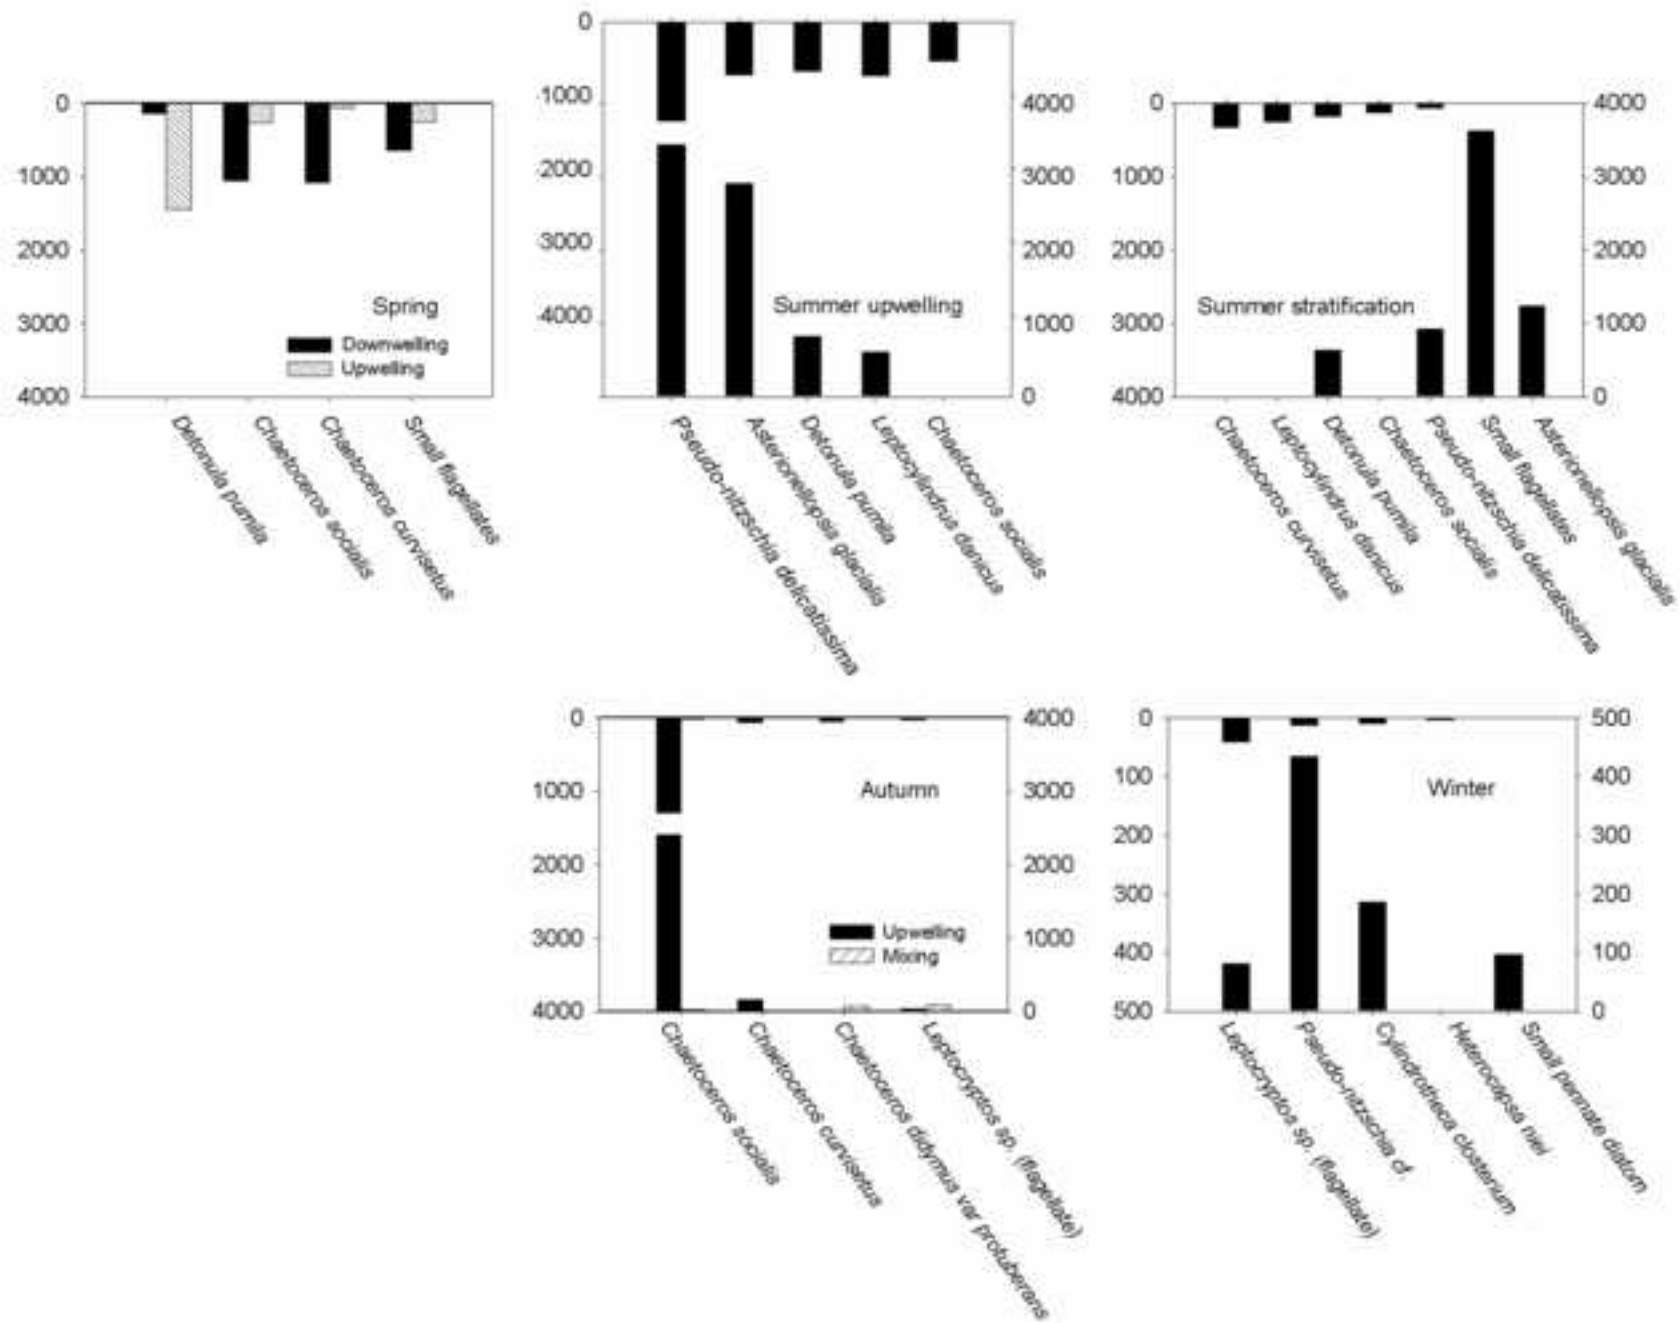 0
1000
2000
3000
4000
Spring
Downwelling
Upwelling
Detonula pumila
Chaetoceros socialis
Chaetoceros curvisetus
Small flagellates
0
-1000
-2000
-3000
-4000
4000
3000
2000
1000
0
Summer upwelling
Pseudo-nitzschia delicatissima
Asterionellopsis glacialis
Detonula pumila
Leptocylindrus danicus
Chaetoceros socialis
0
1000
2000
3000
4000
4000
3000
2000
1000
0
Summer stratification
Chaetoceros curvisetus
Leptocylindrus danicus
Detonula pumila
Chaetoceros socialis
Pseudo-nitzschia delicatissima
Small flagellates
Asterionellopsis glacialis
0
1000
2000
3000
4000
4000
3000
2000
1000
0
Autumn
Upwelling
Mixing
Chaetoceros socialis
Chaetoceros curvisetus
Chaetoceros didymus var protuberans
Leptocryptos sp. (flagellate)
0
100
200
300
400
500
500
400
300
200
100
0
Winter
Leptocryptos sp. (flagellate)
Pseudo-nitzschia cf.
Cylindrotheca closterium
Heterocapsa niei
Small pennate diatom